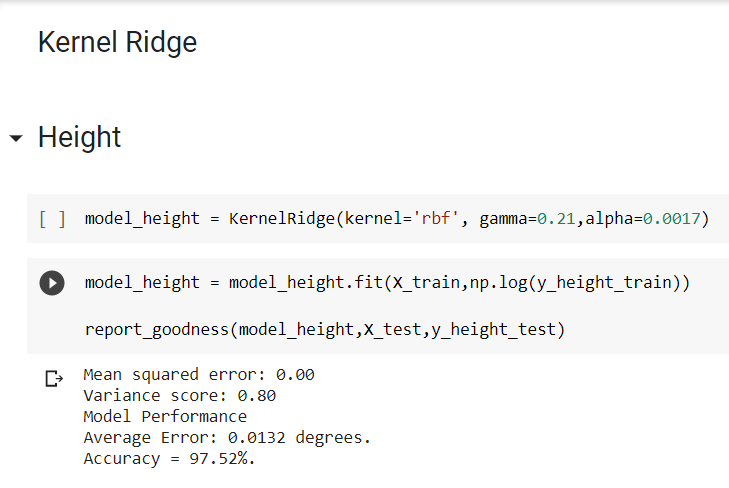 Kernel Ridge
Height
[ ] model_height = KernelRidge(kernel='rbf', gamma=0.21,alpha=0.0017)
model_height = model_height.fit(X_train,np.log(y_height_train))
report_goodness(model_height,X_test,y_height_test)
Mean squared error: 0.00
Variance score: 0.80
Model Performance
Average Error: 0.0132 degrees.
Accuracy = 97.52%.